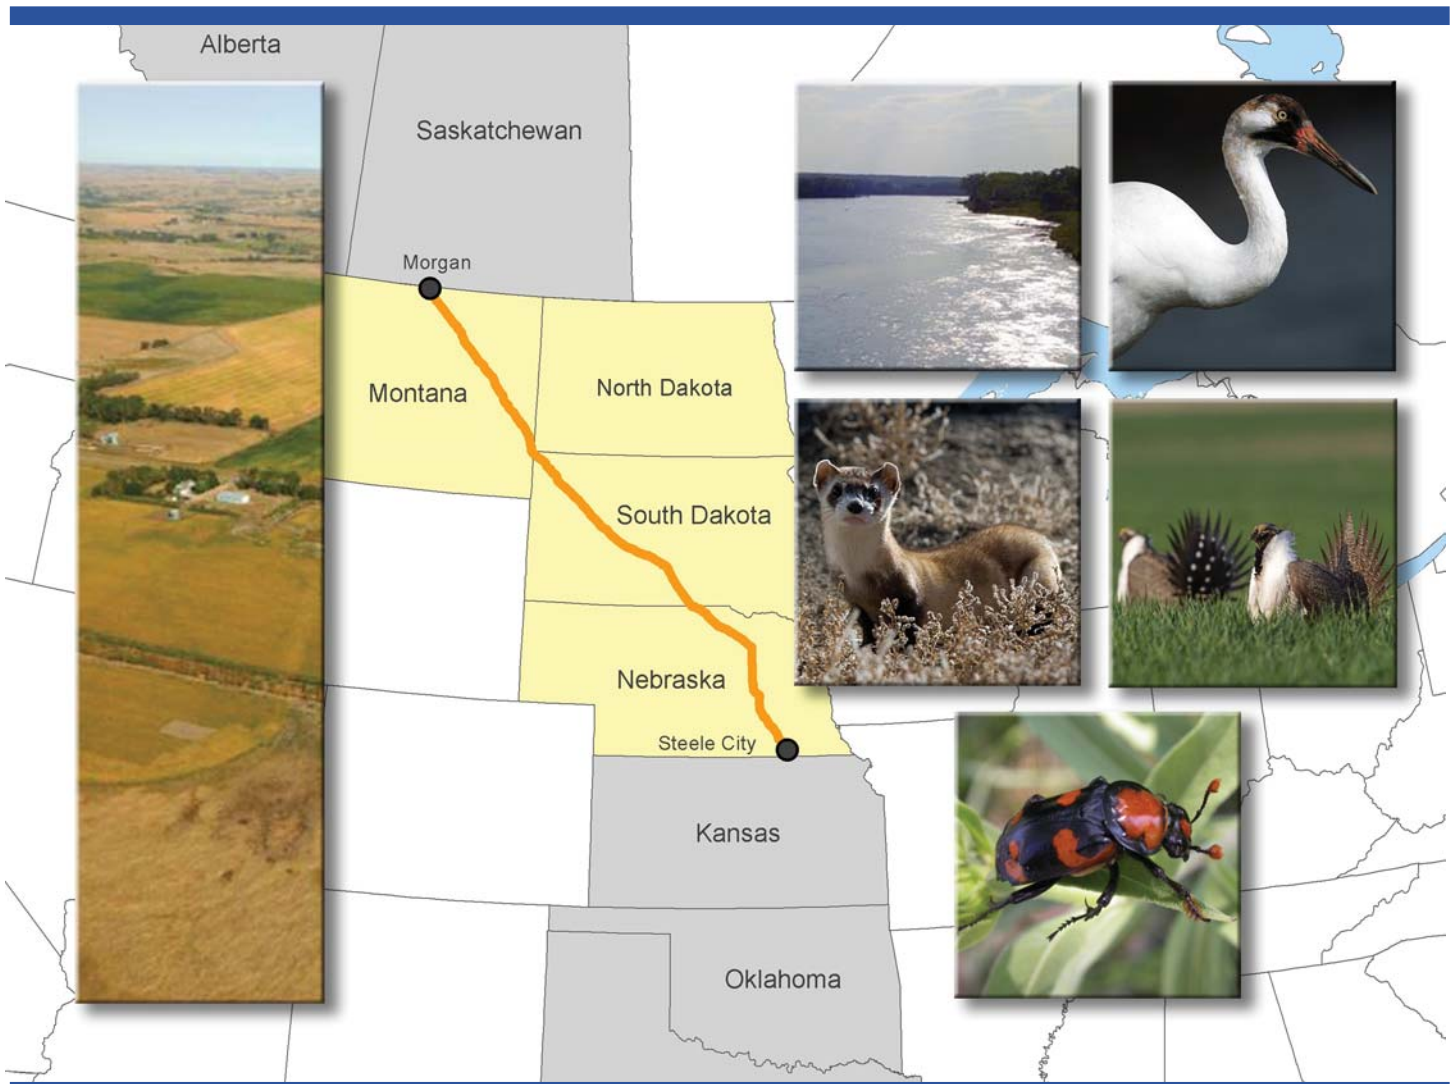 Alberta
Saskatchewan
Morgan
Montana
North Dakota
South Dakota
Nebraska
Steele City
Kansas
Oklahoma